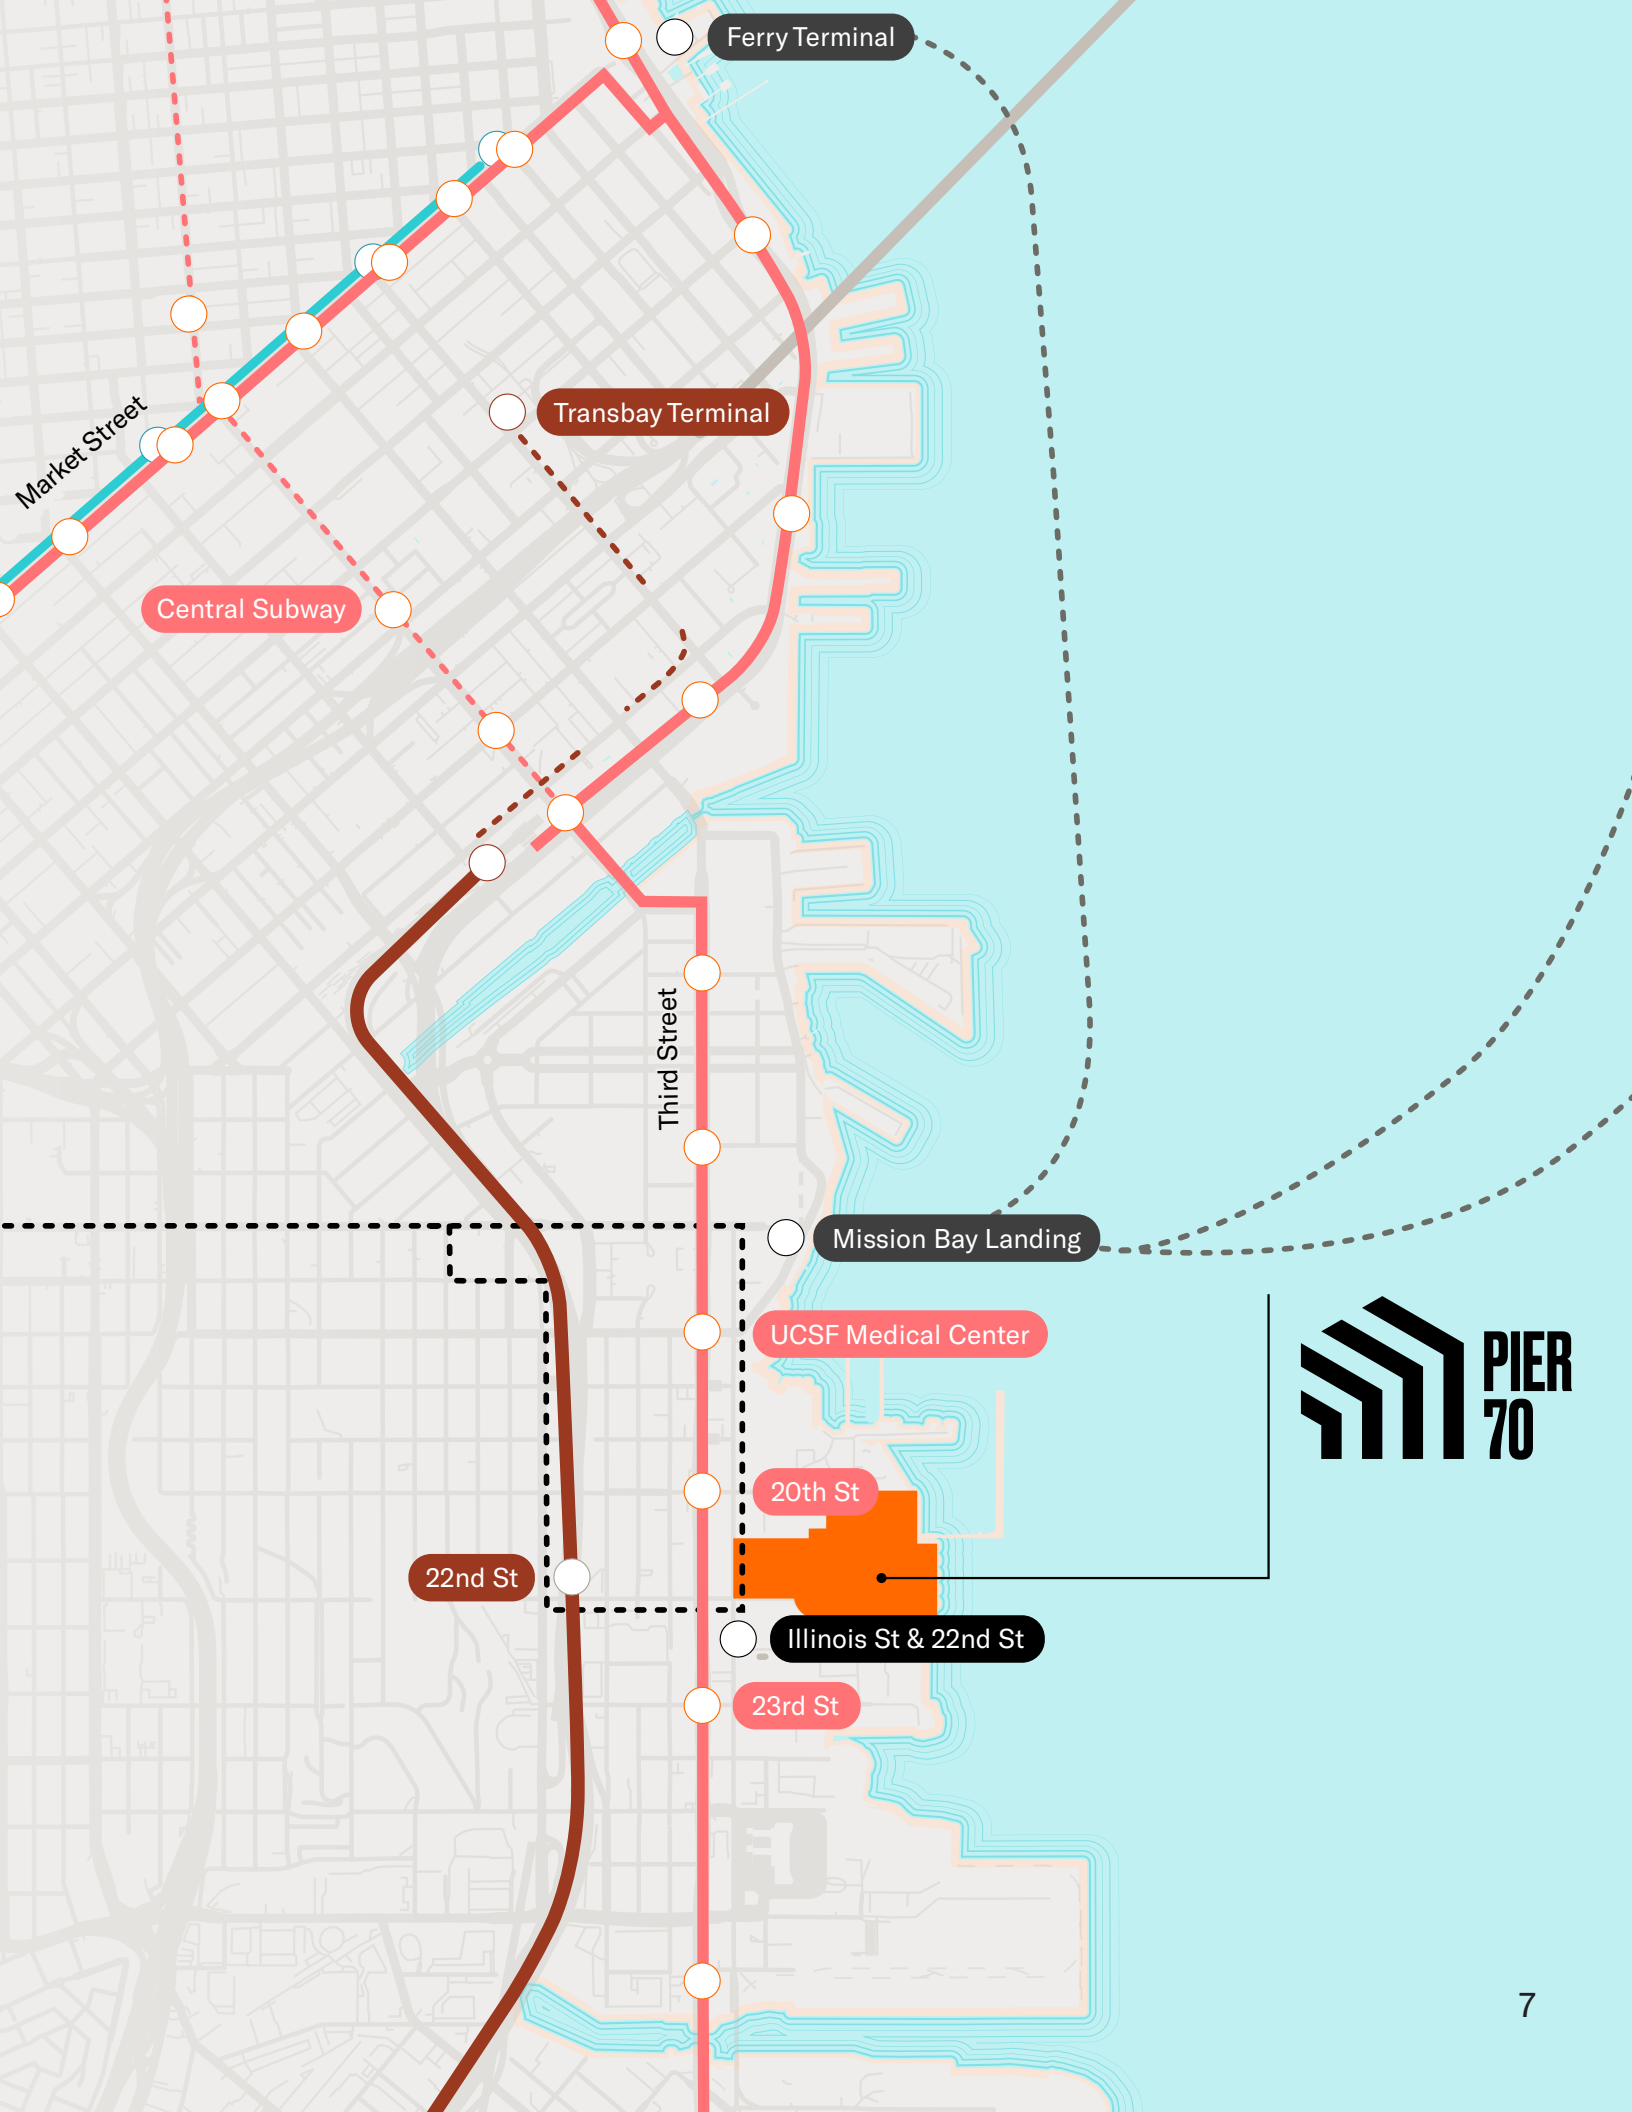 Ferry Terminal
Market Street
Transbay Terminal
Central Subway
Third Street
Mission Bay Landing
UCSF Medical Center
PIER
70
20th St
22nd St
Illinois St & 22nd St
23rd St
7